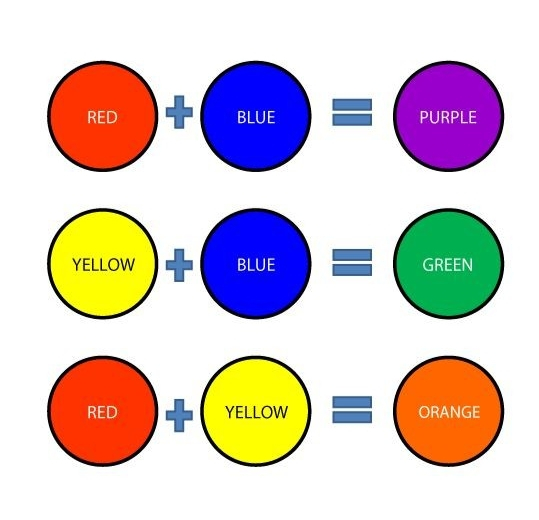 RED + BLUE = PURPLE
YELLOW + BLUE = GREEN
RED + YELLOW = ORANGE